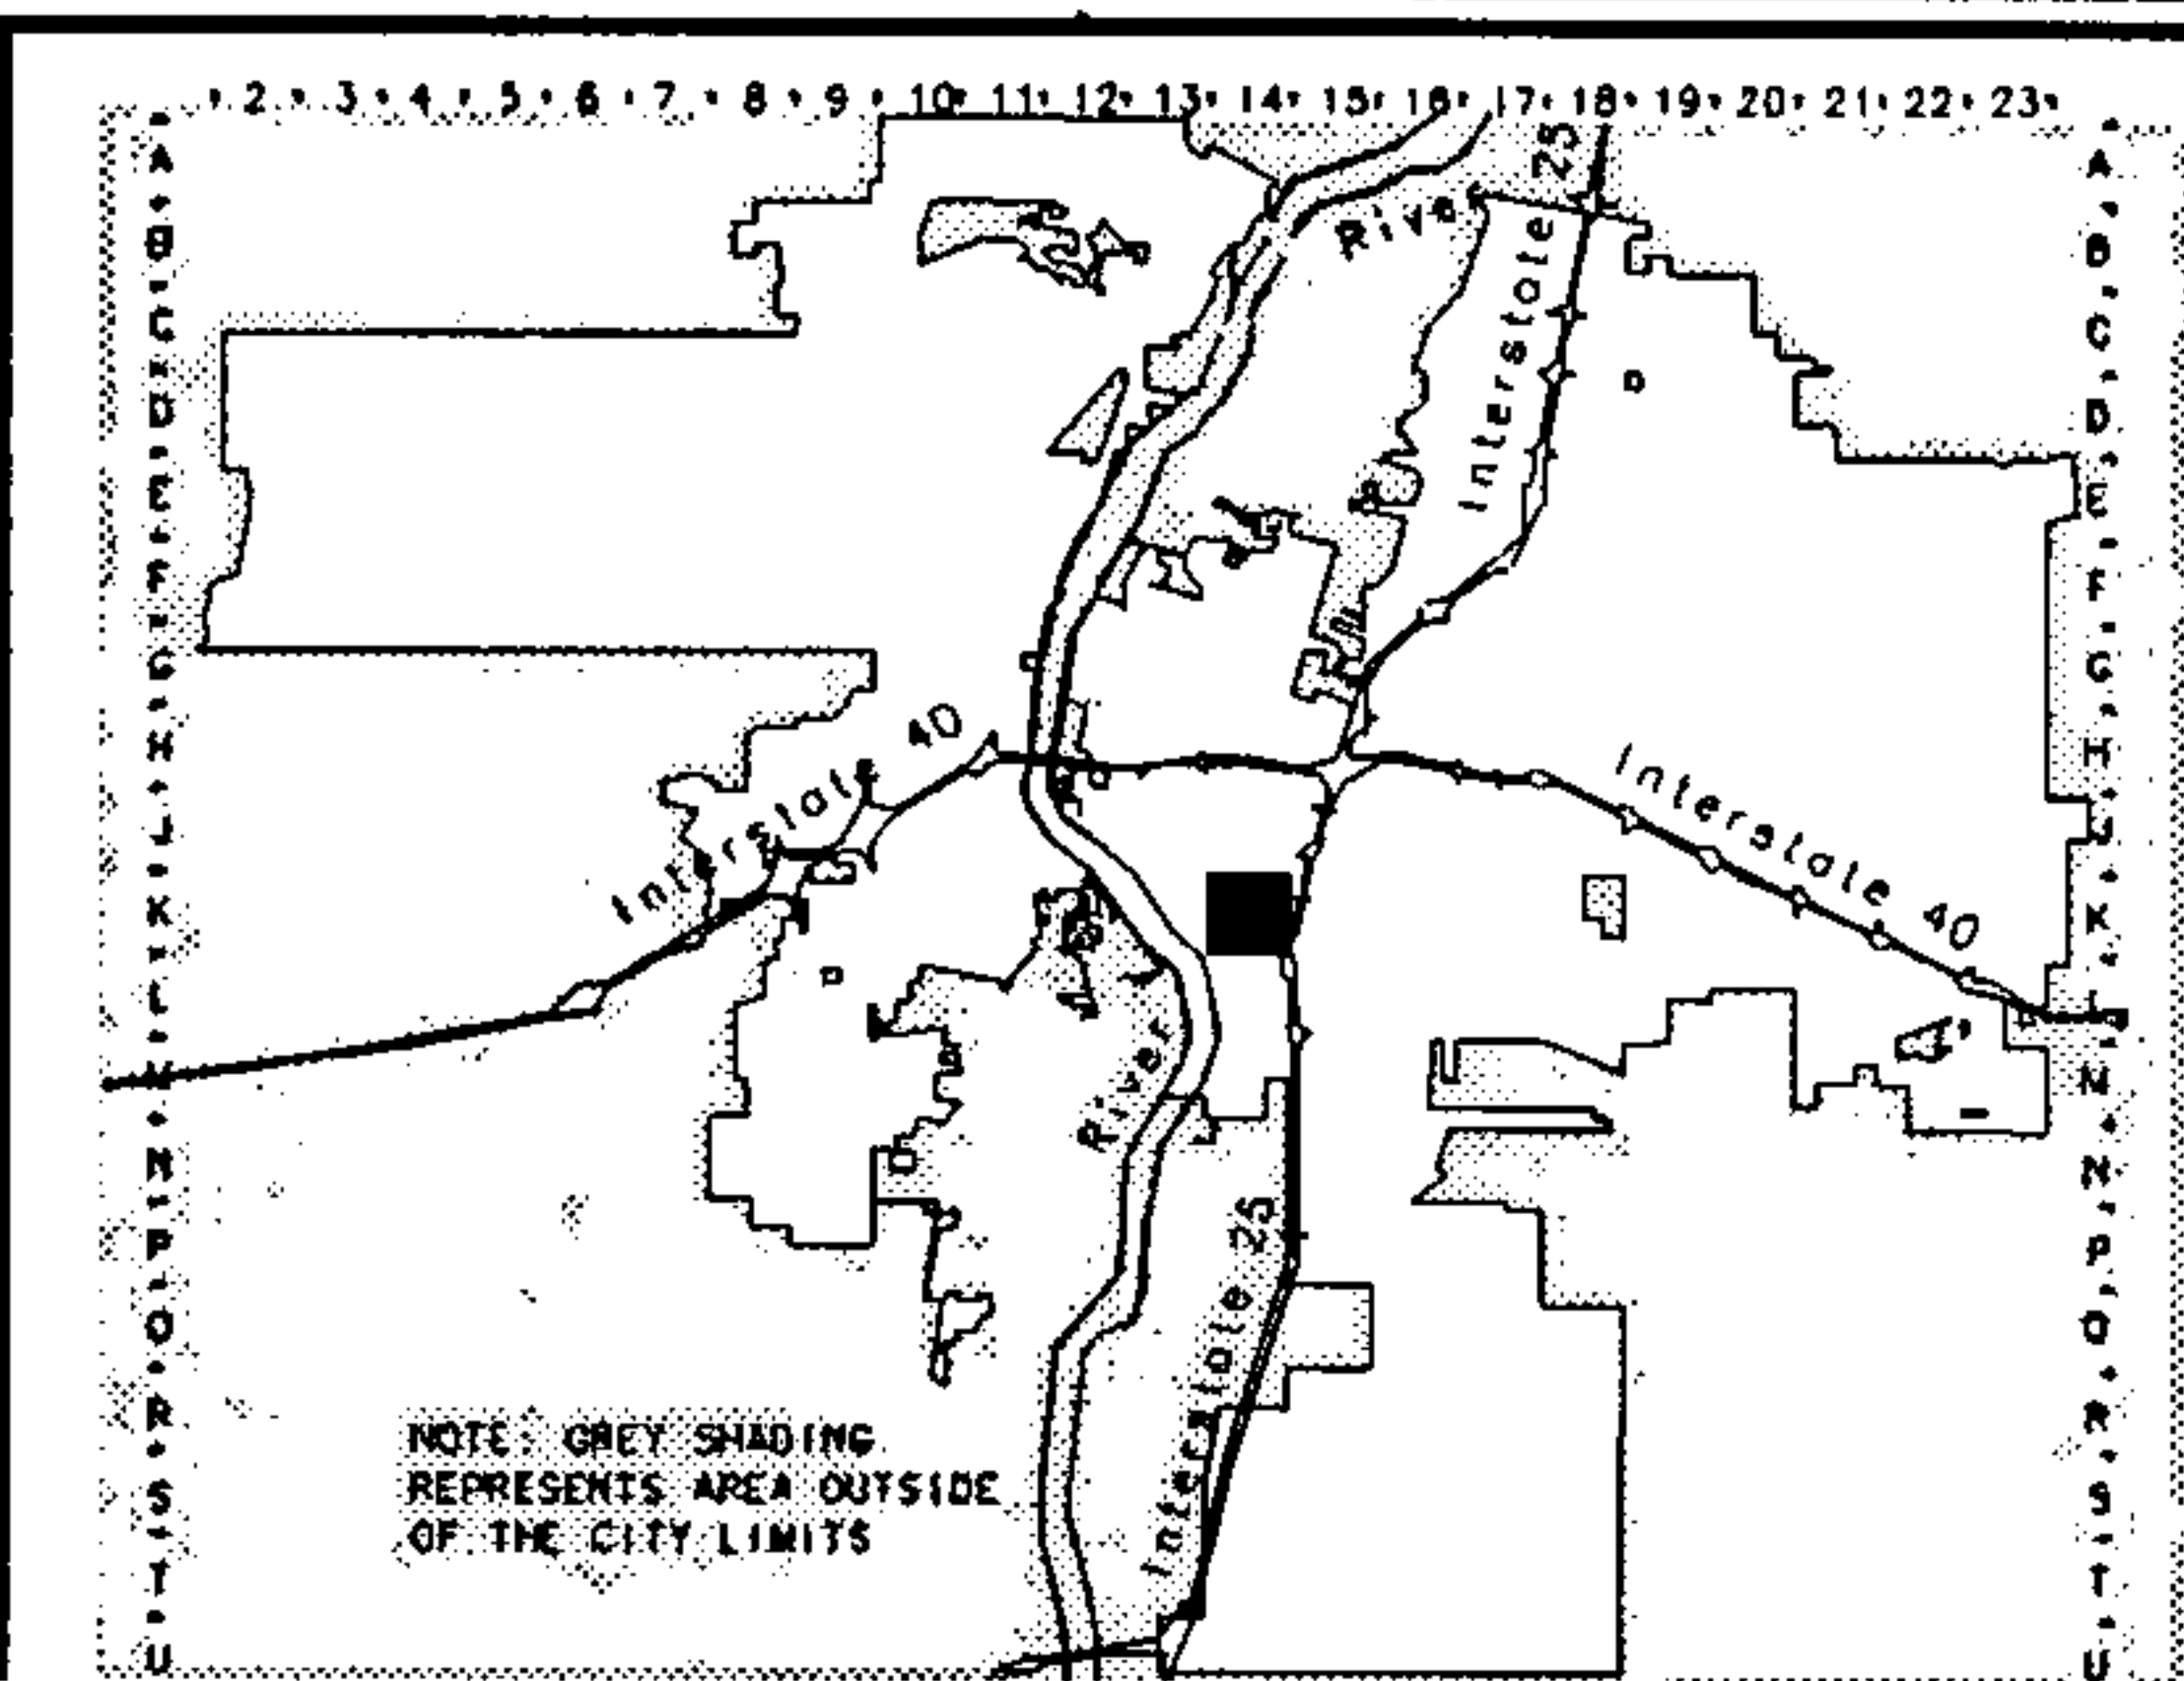 2 3 4 5 6 7 8 9 10 11 12 13 14 15 16 17 18 19 20 21 22 23
A A
B B
C C
D D
E E
F F
G G
H H
J J
K K
L L
M M
N N
P P
Q Q
R R
S S
T T
U U
River
Interstate 25
Interstate 40
Interstate 40
River
Interstate 25
NOTE: GREY SHADING
REPRESENTS AREA OUTSIDE
OF THE CITY LIMITS